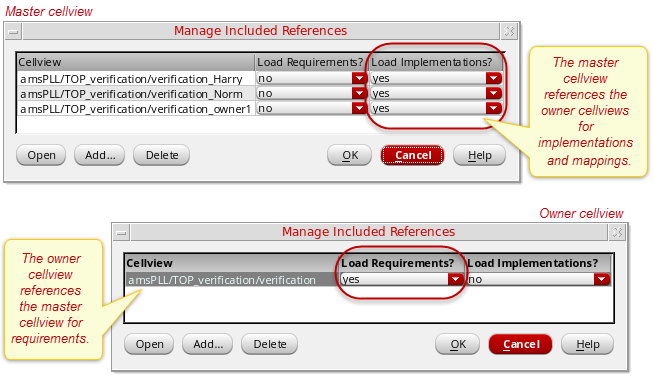 Master cellview
Manage Included References
Cellview Load Requirements? Load Implementations?
amsPLL/TOP_verification/verification_Harry no yes
amsPLL/TOP_verification/verification_Norm no yes
amsPLL/TOP_verification/verification_owner1 no yes
Open Add... Delete OK Cancel Help
The master
cellview
references the
owner cellviews
for
implementations
and mappings.
Owner cellview
Manage Included References
Cellview Load Requirements? Load Implementations?
amsPLL/TOP_verification/verification yes no
Open Add... Delete OK Cancel Help
The owner
cellview
references
the master
cellview for
requirements.